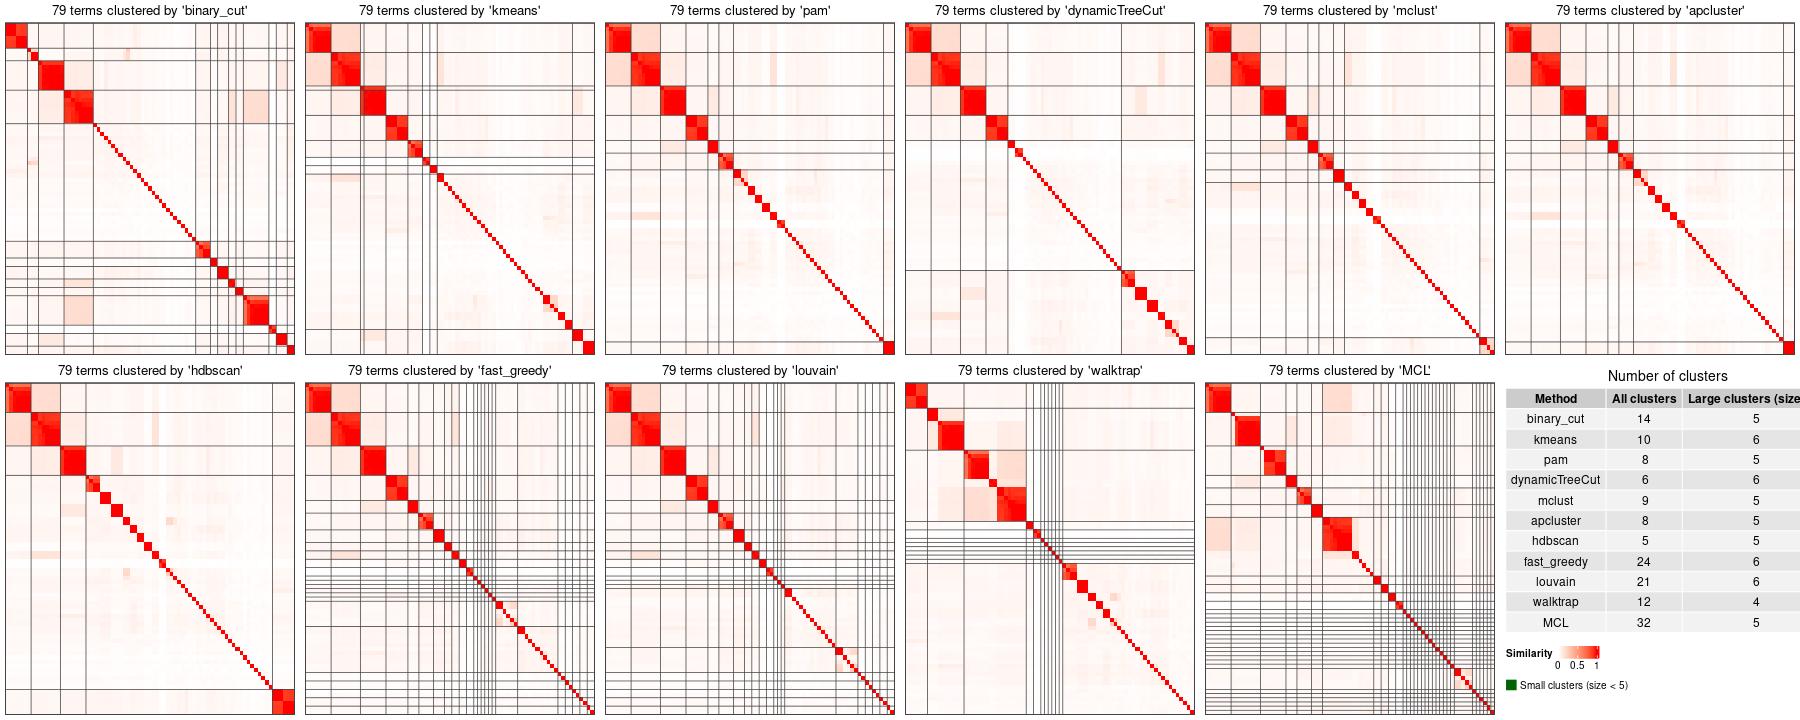 79 terms clustered by 'binary_cut'
79 terms clustered by 'kmeans'
79 terms clustered by 'pam'
79 terms clustered by 'dynamicTreeCut'
79 terms clustered by 'mclust'
79 terms clustered by 'apcluster'
79 terms clustered by 'hdbscan'
79 terms clustered by 'fast_greedy'
79 terms clustered by 'louvain'
79 terms clustered by 'walktrap'
79 terms clustered by 'MCL'
Number of clusters
Method All clusters Large clusters (size
binary_cut 14 5
kmeans 10 6
pam 8 5
dynamicTreeCut 6 6
mclust 9 5
apcluster 8 5
hdbscan 5 5
fast_greedy 24 6
louvain 21 6
walktrap 12 4
MCL 32 5
Similarity
0 0.5 1
Small clusters (size < 5)